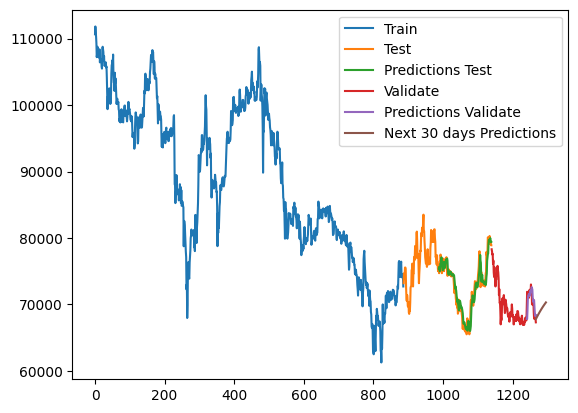 110000
100000
90000
80000
70000
60000
0
200
400
600
800
1000
1200
Train
Test
Predictions Test
Validate
Predictions Validate
Next 30 days Predictions